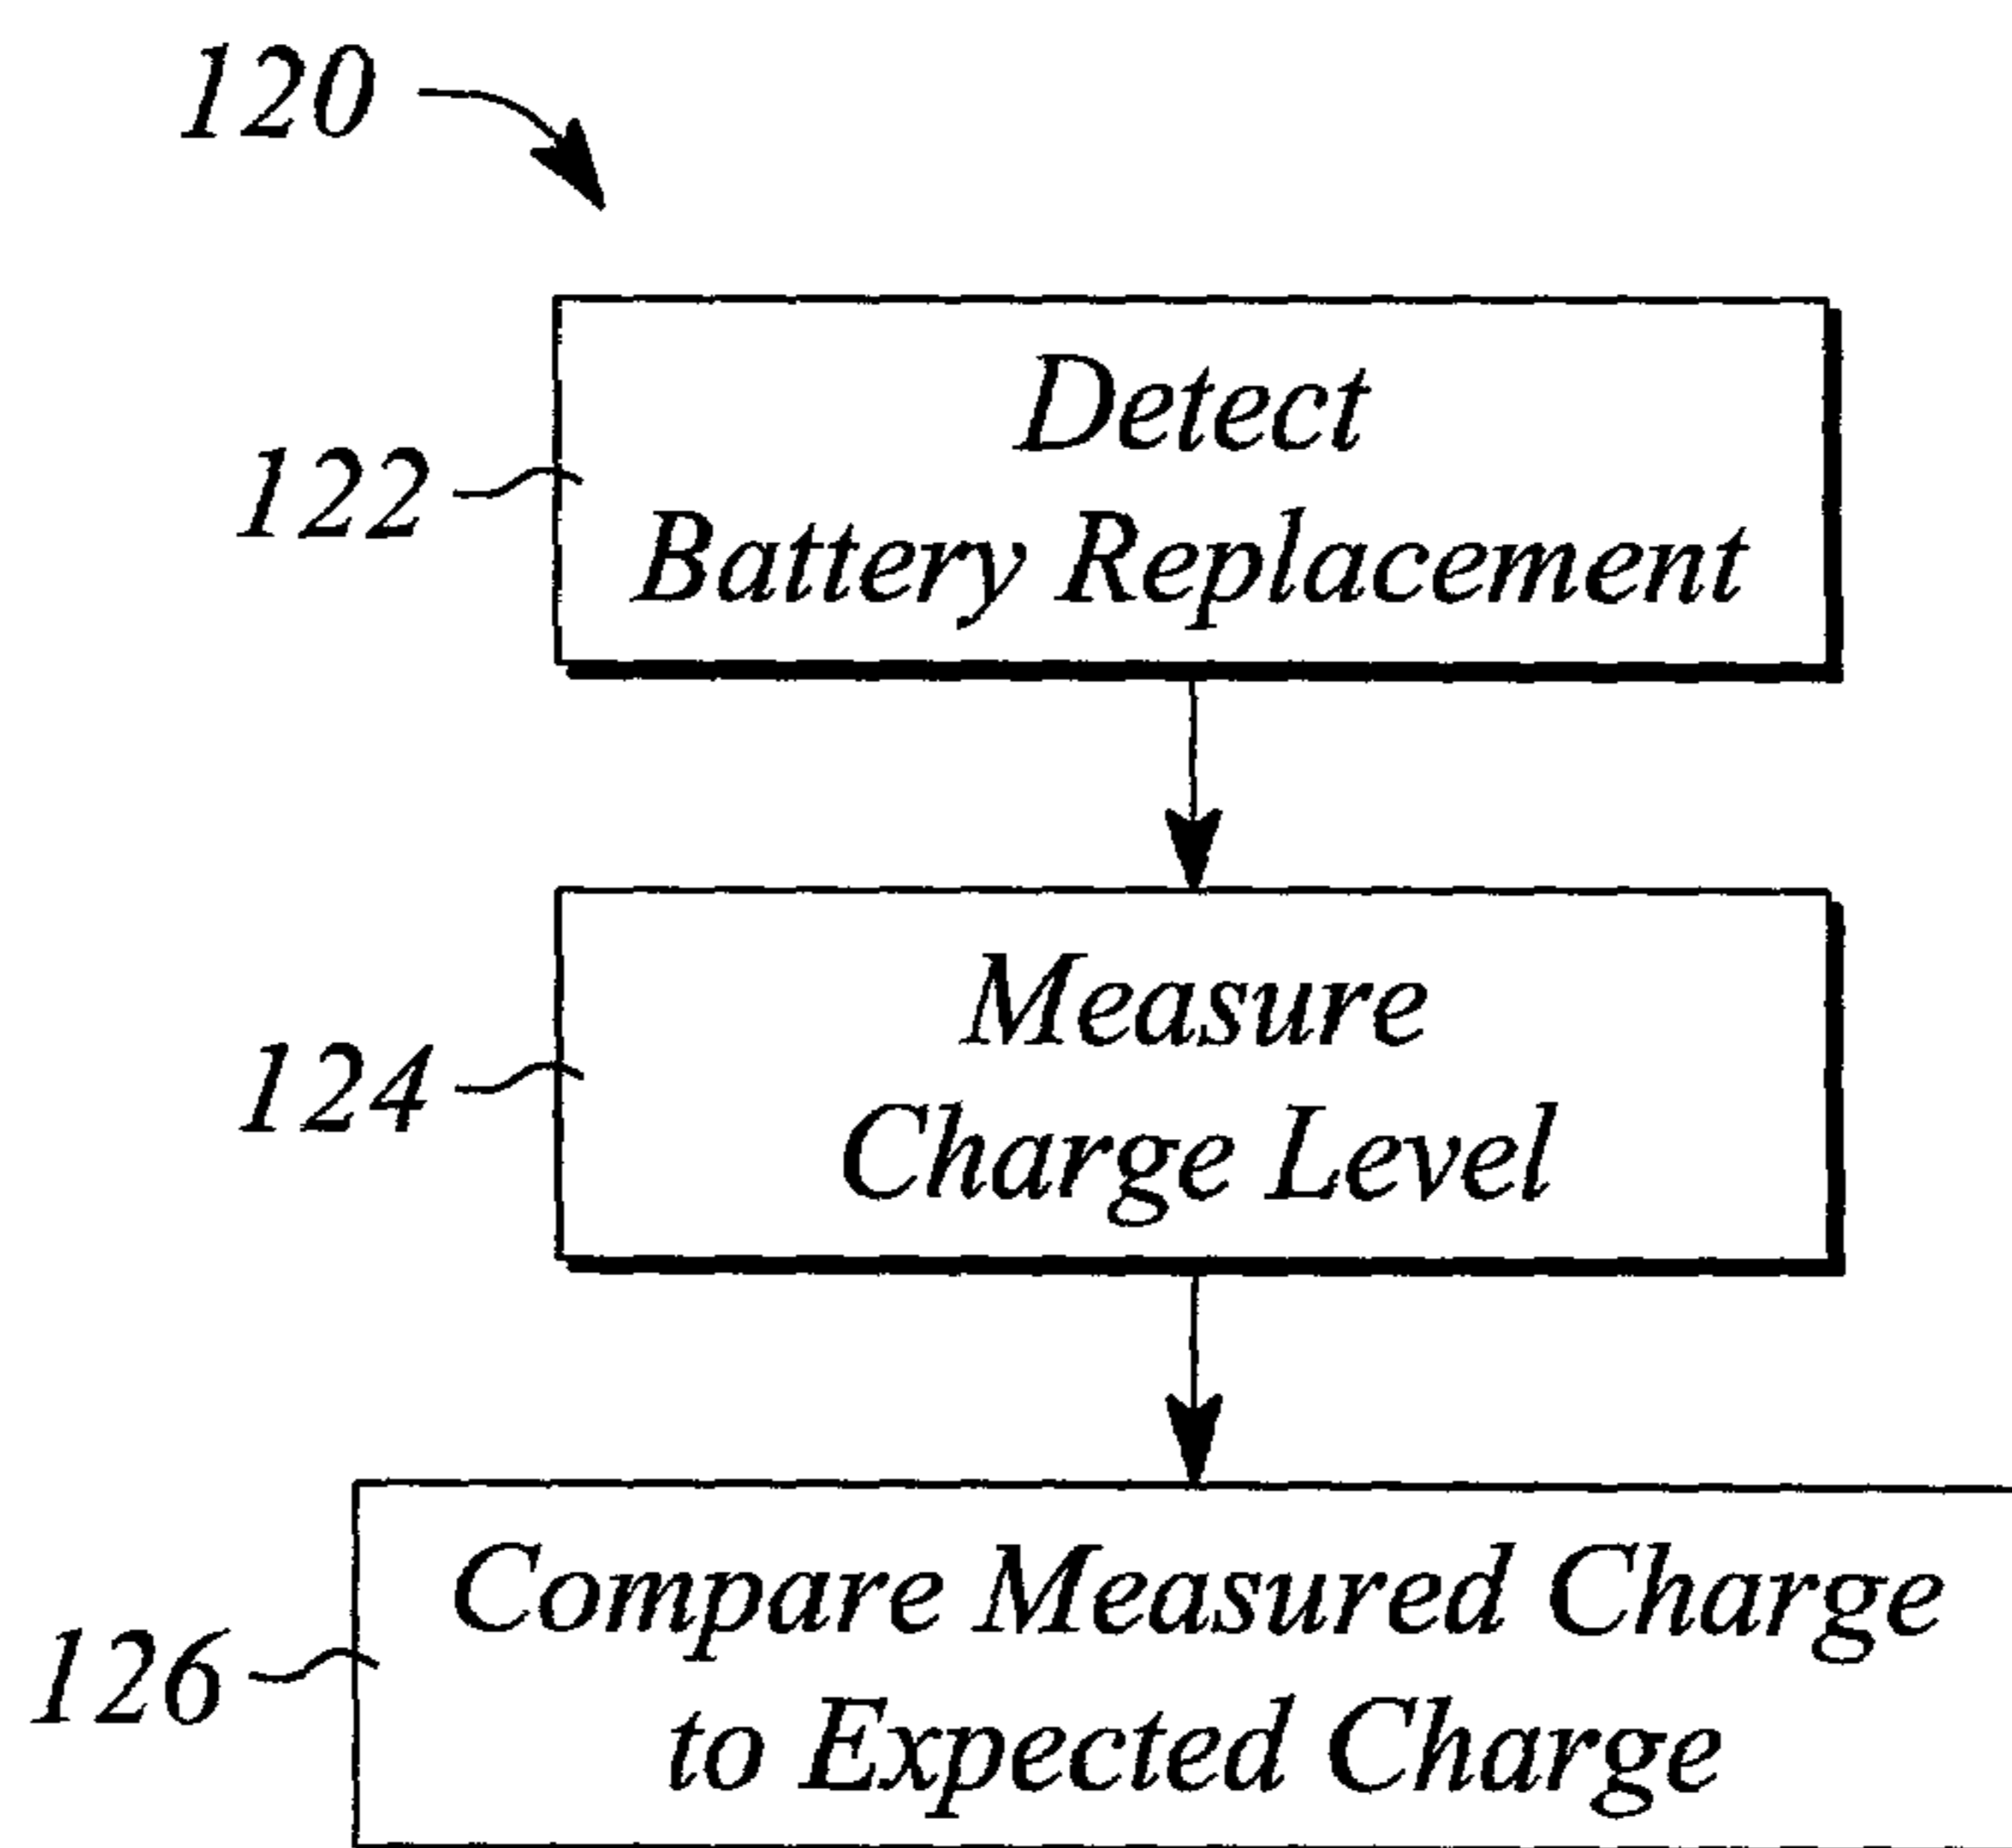 120
122
Detect
Battery Replacement
124
Measure
Charge Level
126
Compare Measured Charge
to Expected Charge